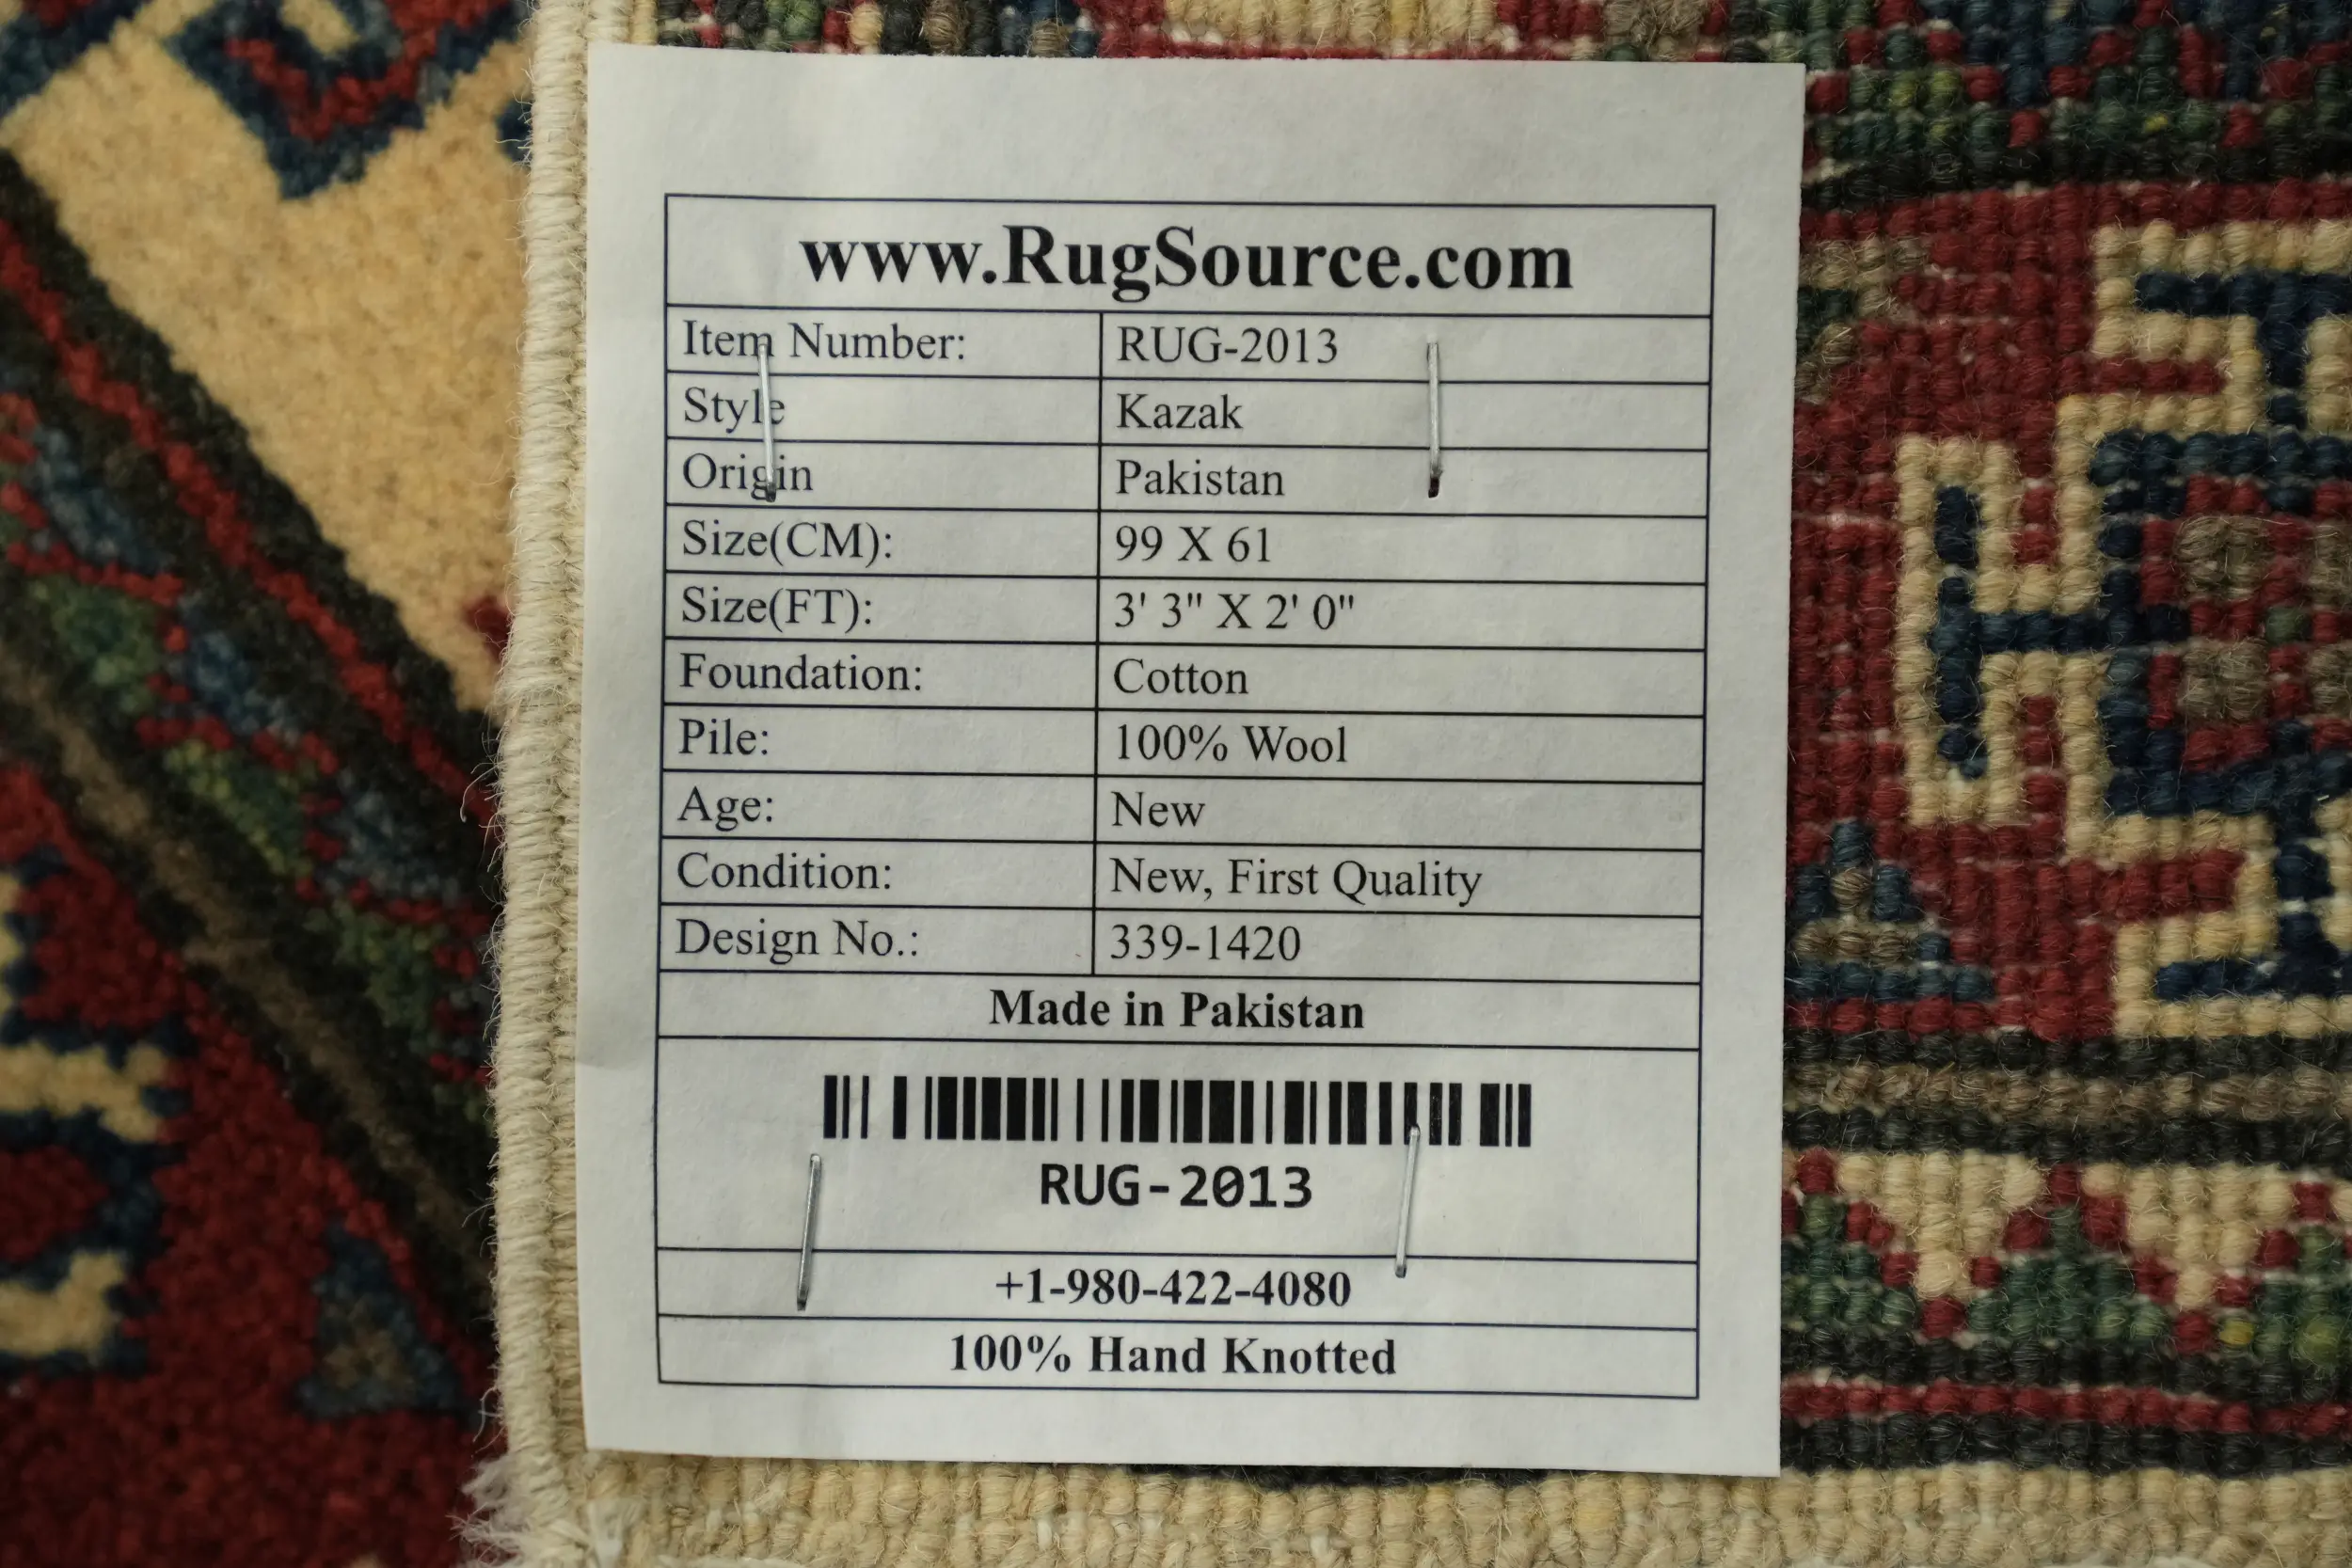 www.RugSource.com
Item Number: RUG-2013
Style Kazak
Origin Pakistan
Size(CM): 99 X 61
Size(FT): 3' 3" X 2' 0"
Foundation: Cotton
Pile: 100% Wool
Age: New
Condition: New, First Quality
Design No.: 339-1420
Made in Pakistan
RUG-2013
+1-980-422-4080
100% Hand Knotted